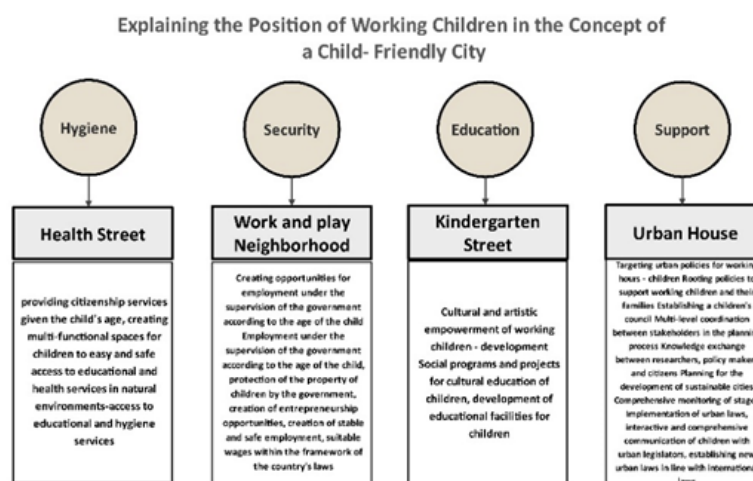 Explaining the Position of Working Children in the Concept of
a Child- Friendly City
Hygiene
Security
Education
Support
Health Street
Work and play
Neighborhood
Kindergarten
Street
Urban House
providing citizenship services
given the child's age, creating
multi-functional spaces for
children to easy and safe
access to educational and
health services in natural
environments-access to
educational and hygiene
services
Creating opportunities for
employment under the
supervision of the government
according to the age of the child
Employment under the
supervision of the government
according to the age of the child,
protection of the property of
children by the government,
creation of entrepreneurship
opportunities, creation of stable
and safe employment, suitable
wages within the framework of
the country's laws
Cultural and artistic
empowerment of working
children - development
Social programs and projects
for cultural education of
children, development of
educational facilities for
children
Targeting urban policies for workin
hours - children Rooting policies to
support working children and their
families Establishing a children's
council Multi-level coordination
between stakeholders in the plannin
process Knowledge exchange
between researchers, policy maker
and citizens Planning for the
development of sustainable cities
Comprehensive monitoring of stage
Implementation of urban laws,
interactive and comprehensive
communication of children with
urban legislators, establishing new
urban laws in line with internation